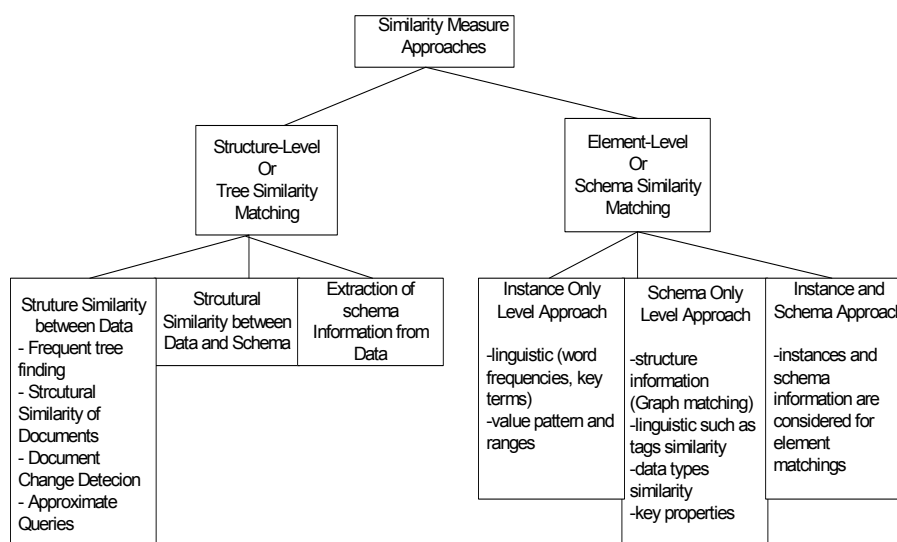 Similarity Measure
Approaches
Structure-Level
Or
Tree Similarity
Matching
Element-Level
Or
Schema Similarity
Matching
Struture Similarity
between Data
- Frequent tree
finding
- Strcutural
Similarity of
Documents
- Document
Change Detecion
- Approximate
Queries
Strcutural
Similarity between
Data and Schema
Extraction of
schema
Information from
Data
Instance Only
Level Approach
-linguistic (word
frequencies, key
terms)
-value pattern and
ranges
Schema Only
Level Approach
-structure
information
(Graph matching)
-linguistic such as
tags similarity
-data types
similarity
-key properties
Instance and
Schema Approach
-instances and
schema
information are
considered for
element
matchings